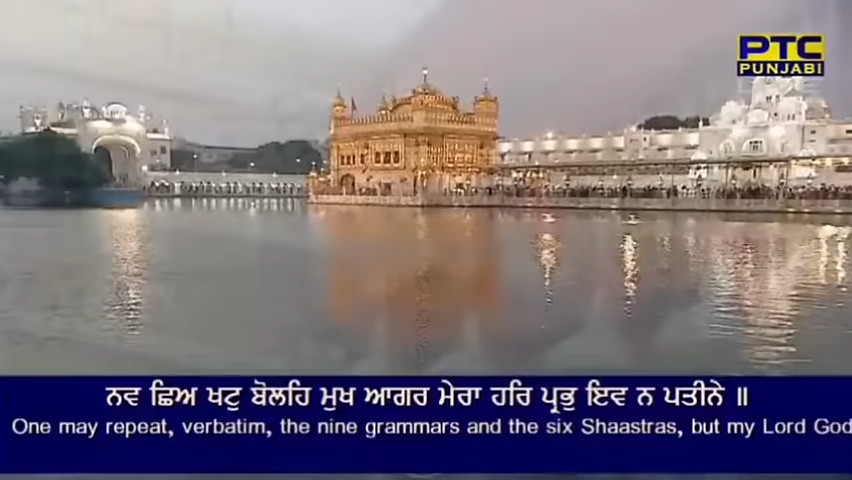 PTC
PUNJABI
ਨਵ ਛਿਅ ਖਟੁ ਬੋਲਹਿ ਮੁਖ ਆਗਰ ਮੇਰਾ ਹਰਿ ਪ੍ਰਭੁ ਇਵ ਨ ਪਤੀਨੇ ॥
One may repeat, verbatim, the nine grammars and the six Shaastras, but my Lord God